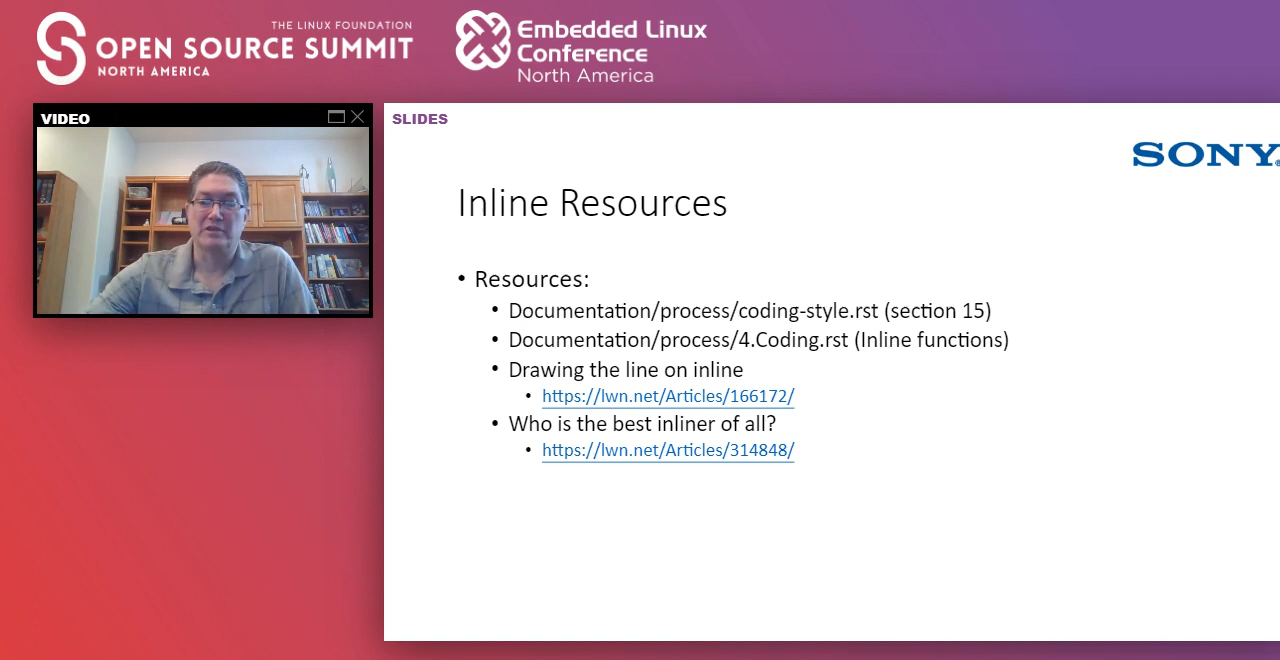 THE LINUX FOUNDATION
OPEN SOURCE SUMMIT
NORTH AMERICA
Embedded Linux
Conference
North America
VIDEO
SLIDES
SONY
Inline Resources
• Resources:
• Documentation/process/coding-style.rst (section 15)
• Documentation/process/4.Coding.rst (Inline functions)
• Drawing the line on inline
• https://lwn.net/Articles/166172/
• Who is the best inliner of all?
• https://lwn.net/Articles/314848/